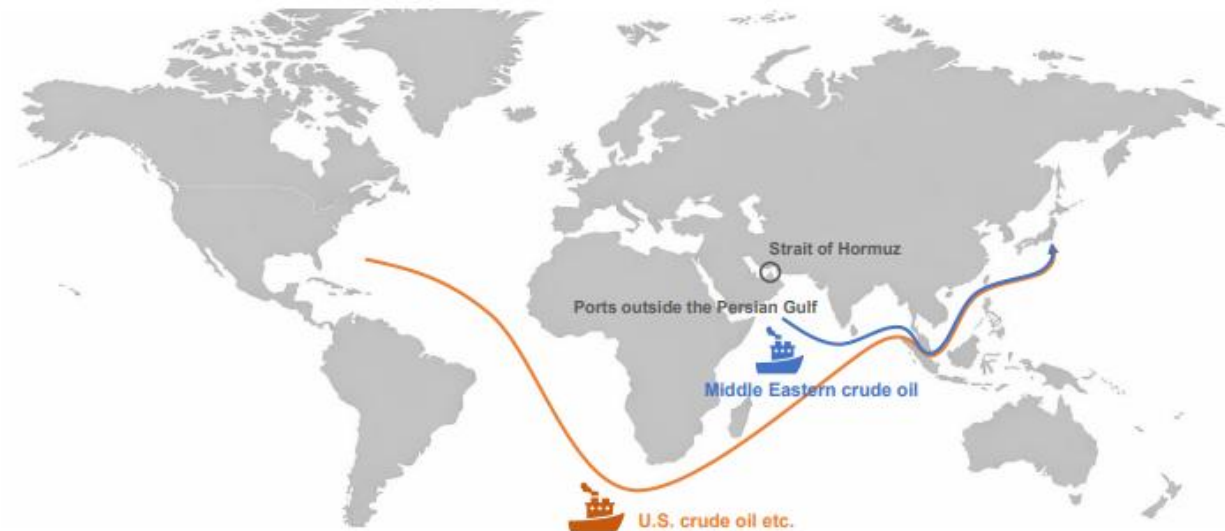 Strait of Hormuz
Ports outside the Persian Gulf
Middle Eastern crude oil
U.S. crude oil etc.